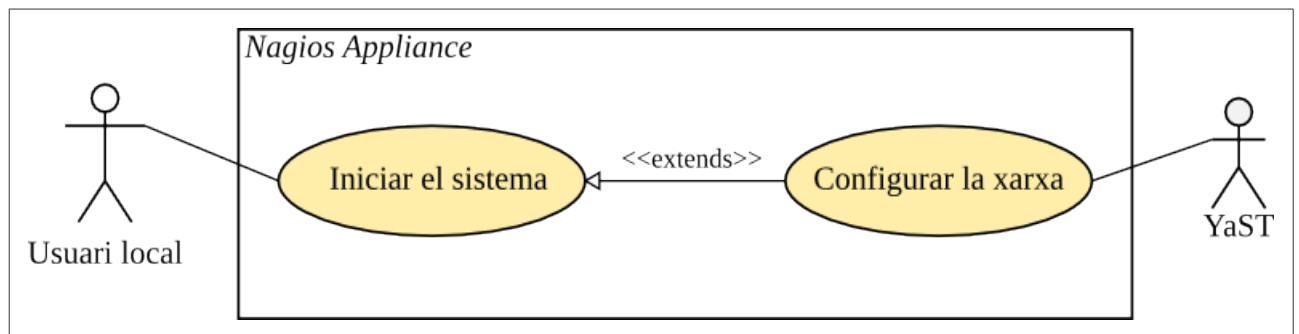 Nagios Appliance
Usuari local
Iniciar el sistema
<<extends>>
Configurar la xarxa
YaST